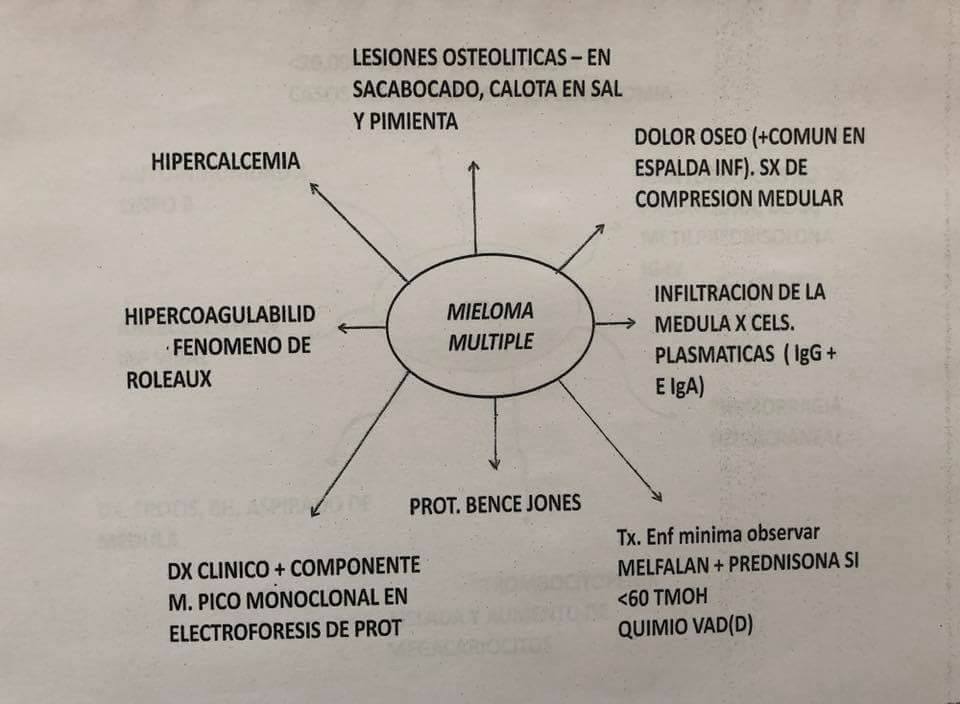 LESIONES OSTEOLITICAS – EN
SACABOCADO, CALOTA EN SAL
Y PIMIENTA
HIPERCALCEMIA
DOLOR OSEO (+COMUN EN
ESPALDA INF). SX DE
COMPRESION MEDULAR
MIELOMA
MULTIPLE
HIPERCOAGULABILID
FENOMENO DE
ROLEAUX
INFILTRACION DE LA
MEDULA X CELS.
PLASMATICAS ( IgG +
E IgA)
PROT. BENCE JONES
DX CLINICO + COMPONENTE
M. PICO MONOCLONAL EN
ELECTROFORESIS DE PROT
Tx. Enf minima observar
MELFALAN + PREDNISONA SI
<60 TMOH
QUIMIO VAD(D)